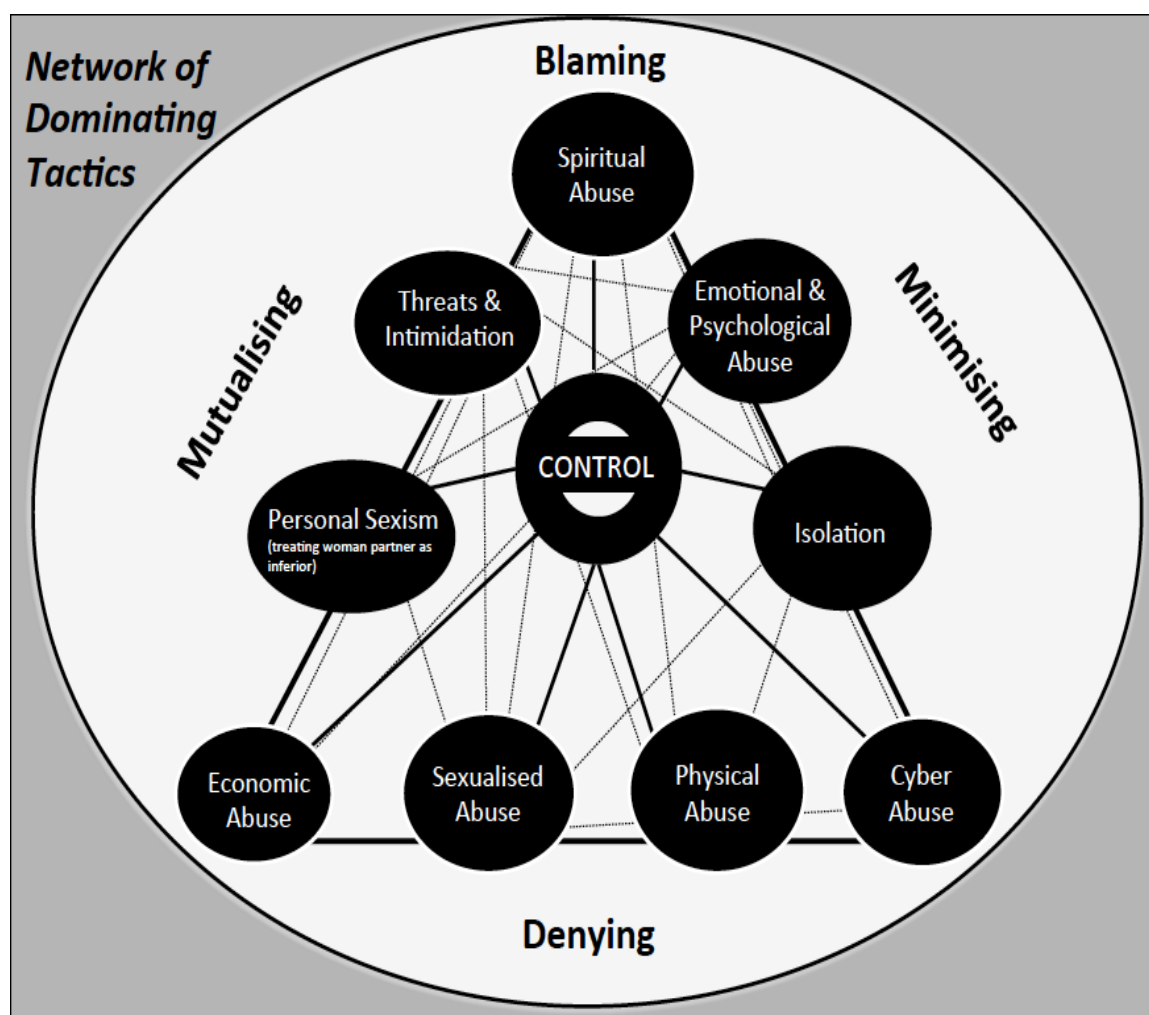 Network of
Dominating
Tactics
Blaming
Spiritual
Abuse
Threats &
Intimidation
Emotional &
Psychological
Abuse
Mutualising
Minimising
CONTROL
Personal Sexism
(treating woman partner as
inferior)
Isolation
Economic
Abuse
Sexualised
Abuse
Physical
Abuse
Cyber
Abuse
Denying